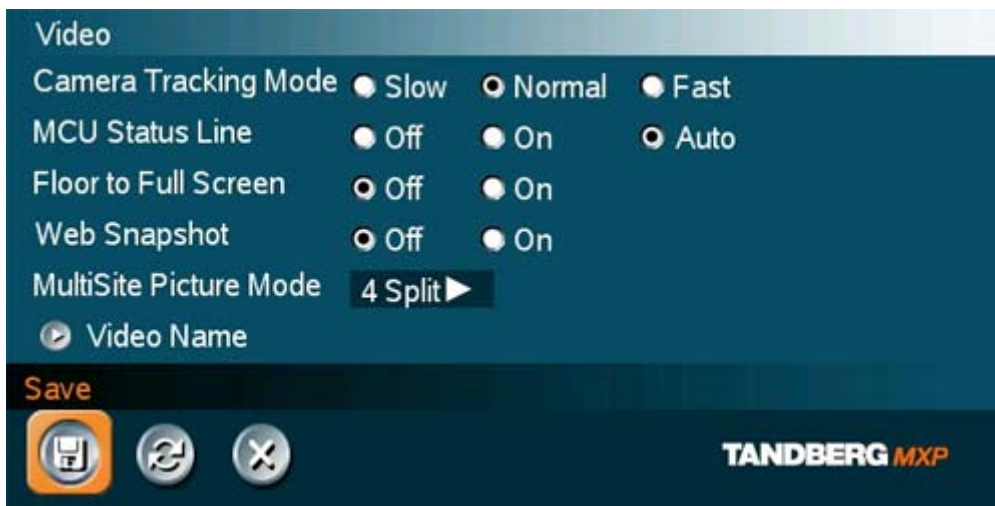 Video
Camera Tracking Mode Slow Normal Fast
MCU Status Line Off On Auto
Floor to Full Screen Off On
Web Snapshot Off On
MultiSite Picture Mode 4 Split
Video Name
Save
TANDBERG MXP